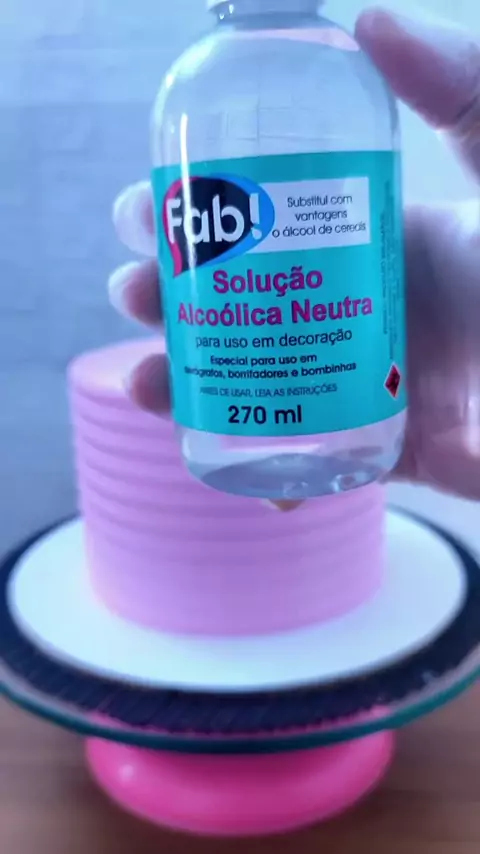 Fab!
Substitui com
vantagens
o álcool de cereais
Solução
Alcoólica Neutra
para uso em decoração
Especial para uso em
aerógrafos, borrifadores e bombinhas
ANTES DE USAR, LEIA AS INSTRUÇÕES
270 ml